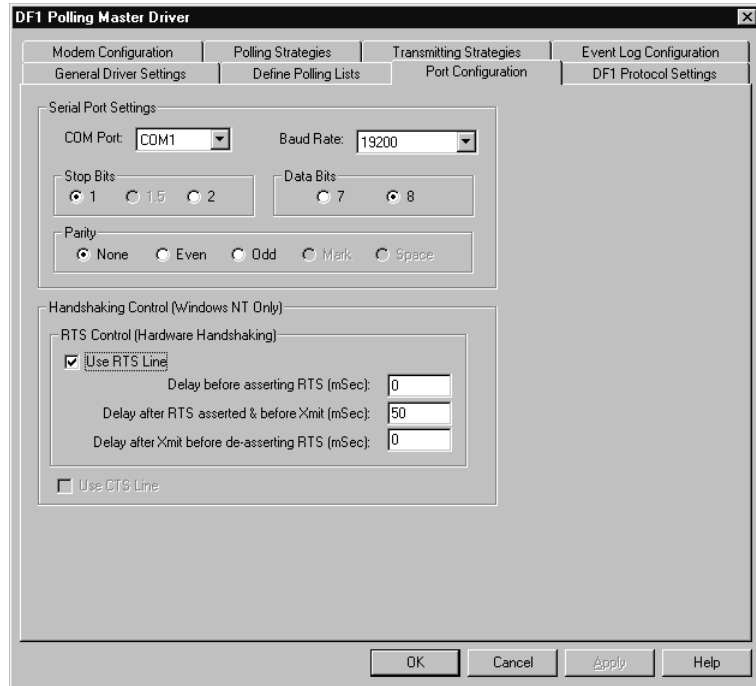 DF1 Polling Master Driver
Modem Configuration Polling Strategies Transmitting Strategies Event Log Configuration
General Driver Settings Define Polling Lists Port Configuration DF1 Protocol Settings
Serial Port Settings
COM Port: COM1 Baud Rate: 19200
Stop Bits Data Bits
1 1.5 2 7 8
Parity
None Even Odd Mark Space
Handshaking Control (Windows NT Only)
RTS Control (Hardware Handshaking)
Use RTS Line
Delay before asserting RTS (mSec): 0
Delay after RTS asserted & before Xmit (mSec): 50
Delay after Xmit before de-asserting RTS (mSec): 0
Use CTS Line
OK Cancel Apply Help